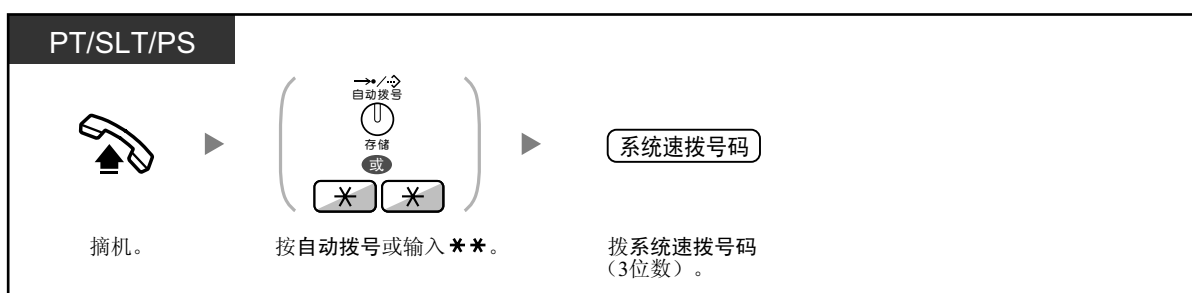 PT/SLT/PS
自动拨号
存储
或
系统速拨号码
摘机。
按自动拨号或输入＊＊。
拨系统速拨号码
（3位数）。